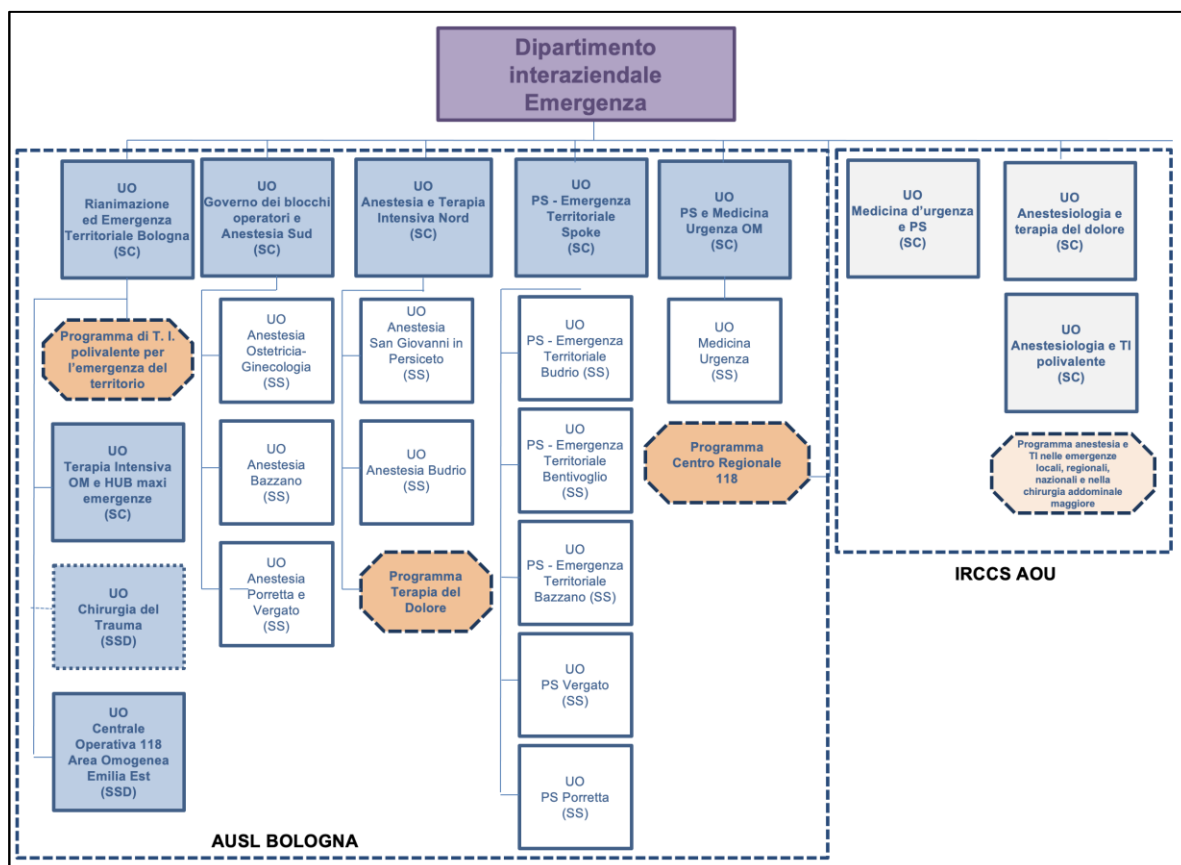 Dipartimento
interaziendale
Emergenza
UO
Rianimazione
ed Emergenza
Territoriale Bologna
(SC)
UO
Governo dei blocchi
operatori e
Anestesia Sud
(SC)
UO
Anestesia e Terapia
Intensiva Nord
(SC)
UO
PS - Emergenza
Territoriale
Spoke
(SC)
UO
PS e Medicina
Urgenza OM
(SC)
UO
Medicina d'urgenza
e PS
(SC)
UO
Anestesiologia e
terapia del dolore
(SC)
Programma di T. I.
polivalente per
l'emergenza del
territorio
UO
Terapia Intensiva
OM e HUB maxi
emergenze
(SC)
UO
Chirurgia del
Trauma
(SSD)
UO
Centrale
Operativa 118
Area Omogenea
Emilia Est
(SSD)
UO
Anestesia
Ostetricia-
Ginecologia
(SS)
UO
Anestesia
Bazzano
(SS)
UO
Anestesia
Porretta e
Vergato
(SS)
UO
Anestesia
San Giovanni in
Persiceto
(SS)
UO
Anestesia Budrio
(SS)
Programma
Terapia del
Dolore
UO
PS - Emergenza
Territoriale
Budrio (SS)
UO
PS - Emergenza
Territoriale
Bentivoglio
(SS)
UO
PS - Emergenza
Territoriale
Bazzano (SS)
UO
PS Vergato
(SS)
UO
PS Porretta
(SS)
UO
Medicina
Urgenza
(SS)
Programma
Centro Regionale
118
UO
Anestesiologia e TI
polivalente
(SC)
Programma anestesia e
TI nelle emergenze
locali, regionali,
nazionali e nella
chirurgia addominale
maggiore
IRCCS AOU
AUSL BOLOGNA